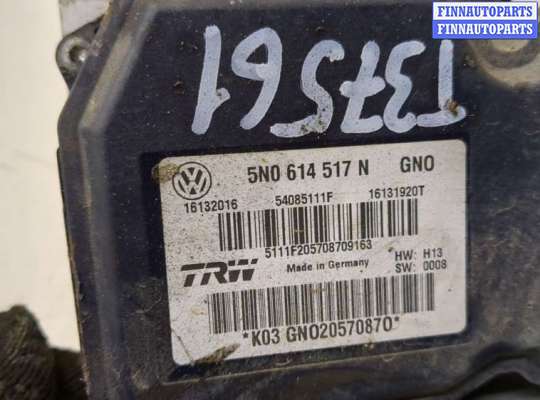 FINNAUTOPARTS
FINNAUTOPARTS
T37561
5N0 614 517 N GNO
16132016 54085111F 16131920T
5111F205708709163
TRW Made in Germany HW: H13
SW: 0008
*K03 GNO20570870*